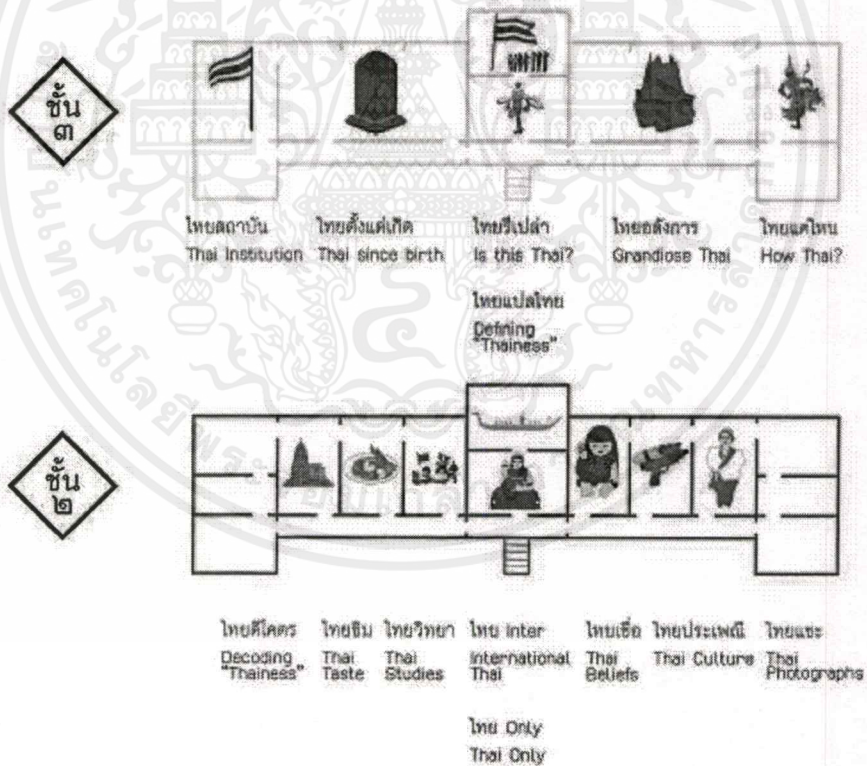 ชั้น
๓
ไทยสถาบัน ไทยตั้งแต่เกิด ไทยรึเปล่า ไทยอลังการ ไทยแค่ไหน
Thai Institution Thai since birth Is this Thai? Grandiose Thai How Thai?
ไทยแปลไทย
Defining
"Thainess"
ชั้น
๒
ไทยดีโคตร ไทยชิม ไทยวิทยา ไทย Inter ไทยเชื่อ ไทยประเพณี ไทยแชะ
Decoding Thai Thai International Thai Thai Culture Thai
"Thainess" Taste Studies Thai Beliefs Photographs
ไทย Only
Thai Only